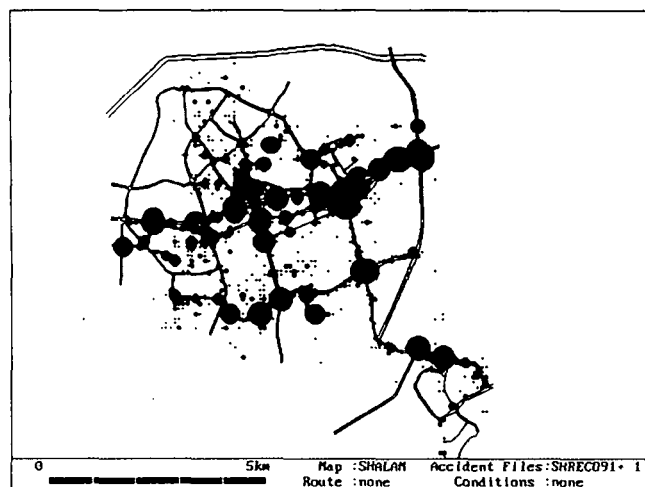 0 5km Map :SHALAM Accident Files:SHREC091+ 1
Route :none Conditions :none